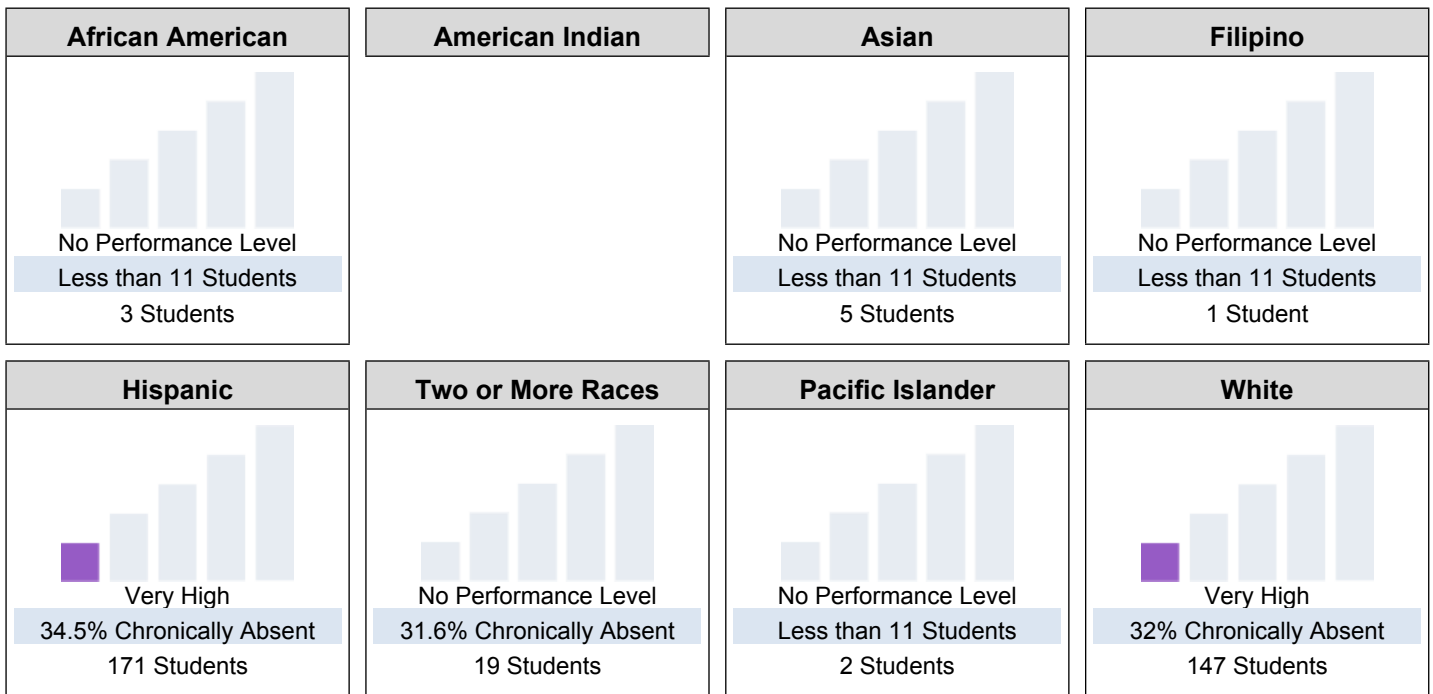 African American
No Performance Level
Less than 11 Students
3 Students
American Indian
Asian
No Performance Level
Less than 11 Students
5 Students
Filipino
No Performance Level
Less than 11 Students
1 Student
Hispanic
Very High
34.5% Chronically Absent
171 Students
Two or More Races
No Performance Level
31.6% Chronically Absent
19 Students
Pacific Islander
No Performance Level
Less than 11 Students
2 Students
White
Very High
32% Chronically Absent
147 Students